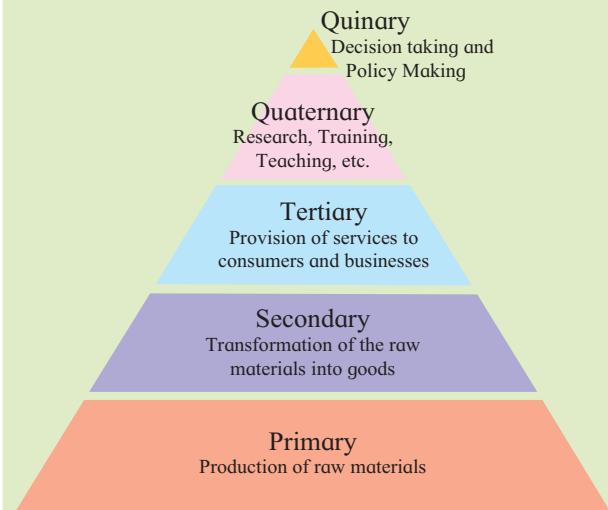 Quinary
Decision taking and
Policy Making
Quaternary
Research, Training,
Teaching, etc.
Tertiary
Provision of services to
consumers and businesses
Secondary
Transformation of the raw
materials into goods
Primary
Production of raw materials